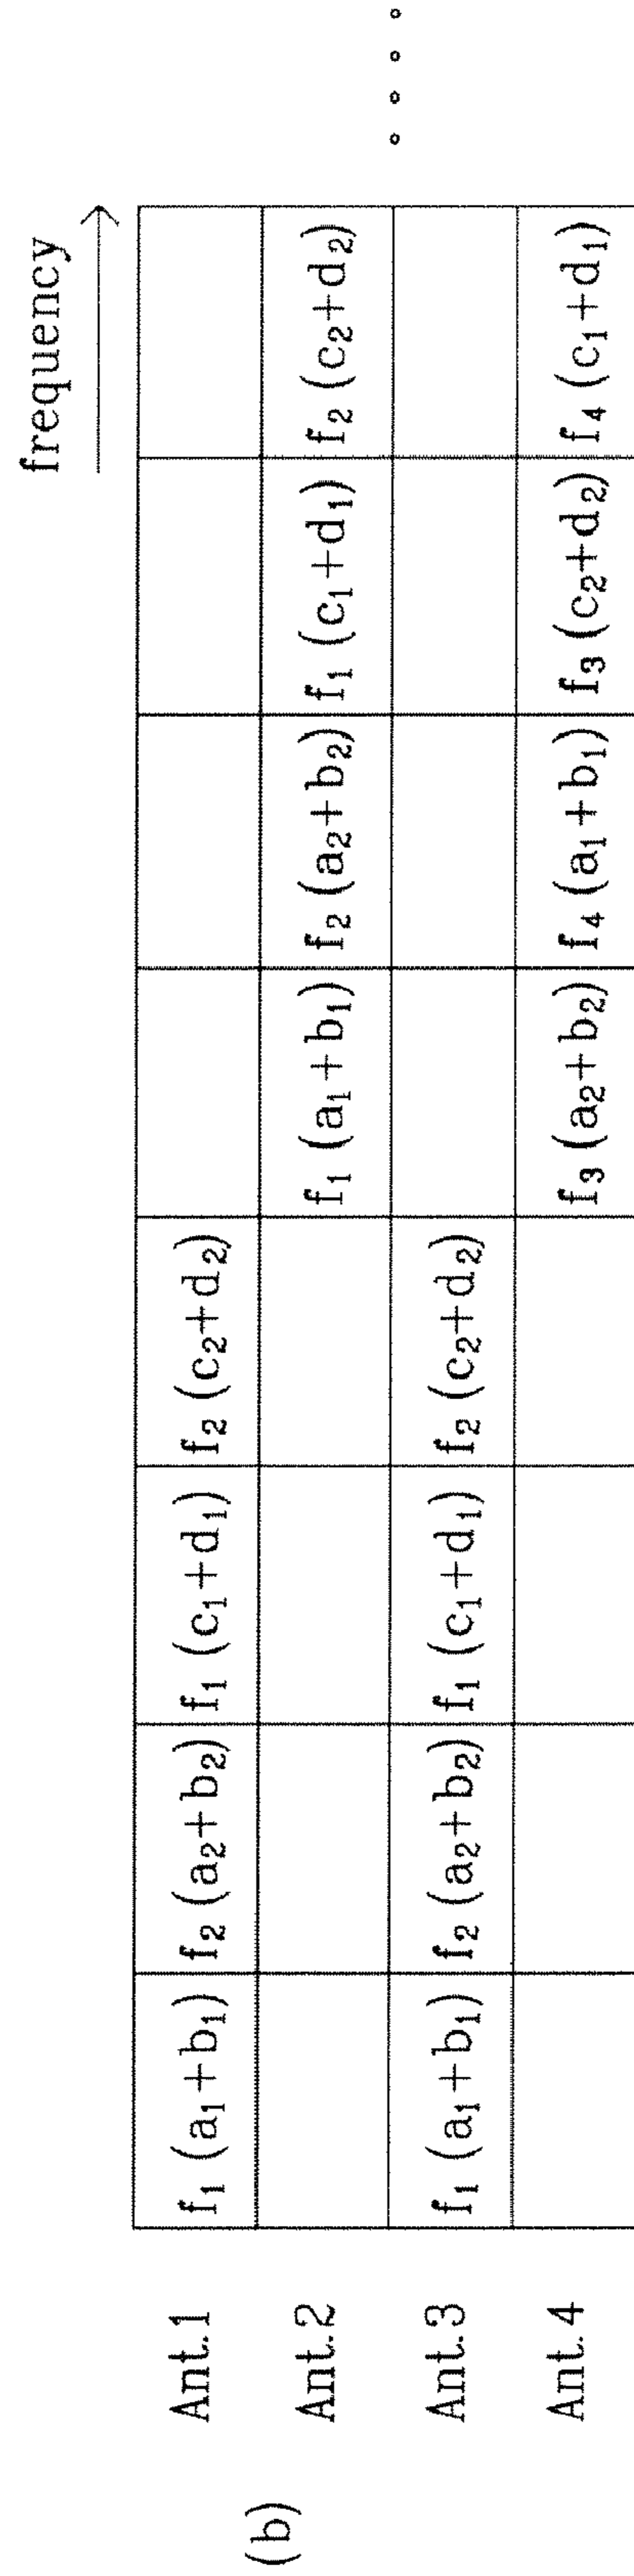 frequency
(b)
Ant.1 f₁ (a₁+b₁) f₂ (a₂+b₂) f₁ (c₁+d₁) f₂ (c₂+d₂)
Ant.2 f₁ (a₁+b₁) f₂ (a₂+b₂) f₁ (c₁+d₁) f₂ (c₂+d₂)
Ant.3 f₁ (a₁+b₁) f₂ (a₂+b₂) f₁ (c₁+d₁) f₂ (c₂+d₂)
Ant.4 f₃ (a₂+b₂) f₄ (a₁+b₁) f₃ (c₂+d₂) f₄ (c₁+d₁)